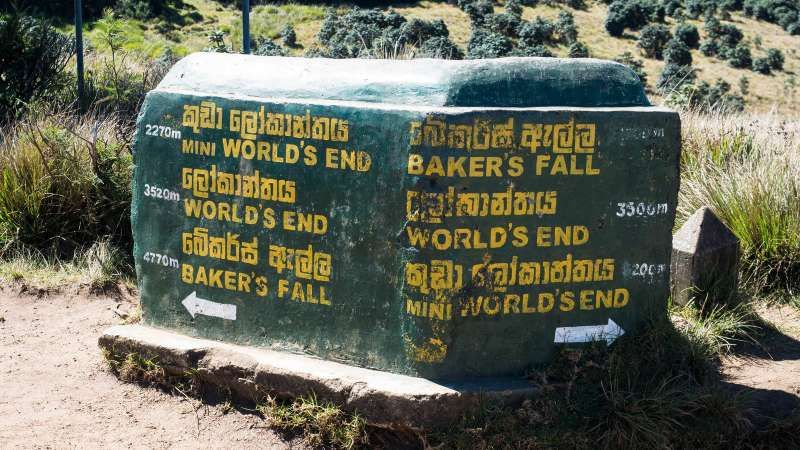 2270m කුඩා ලෝකාන්තය
MINI WORLD'S END
3520m ලෝකාන්තය
WORLD'S END
4770m බේකර්ස් ඇල්ල
BAKER'S FALL
බේකර්ස් ඇල්ල
BAKER'S FALL
ලෝකාන්තය
WORLD'S END 3500m
කුඩා ලෝකාන්තය
MINI WORLD'S END